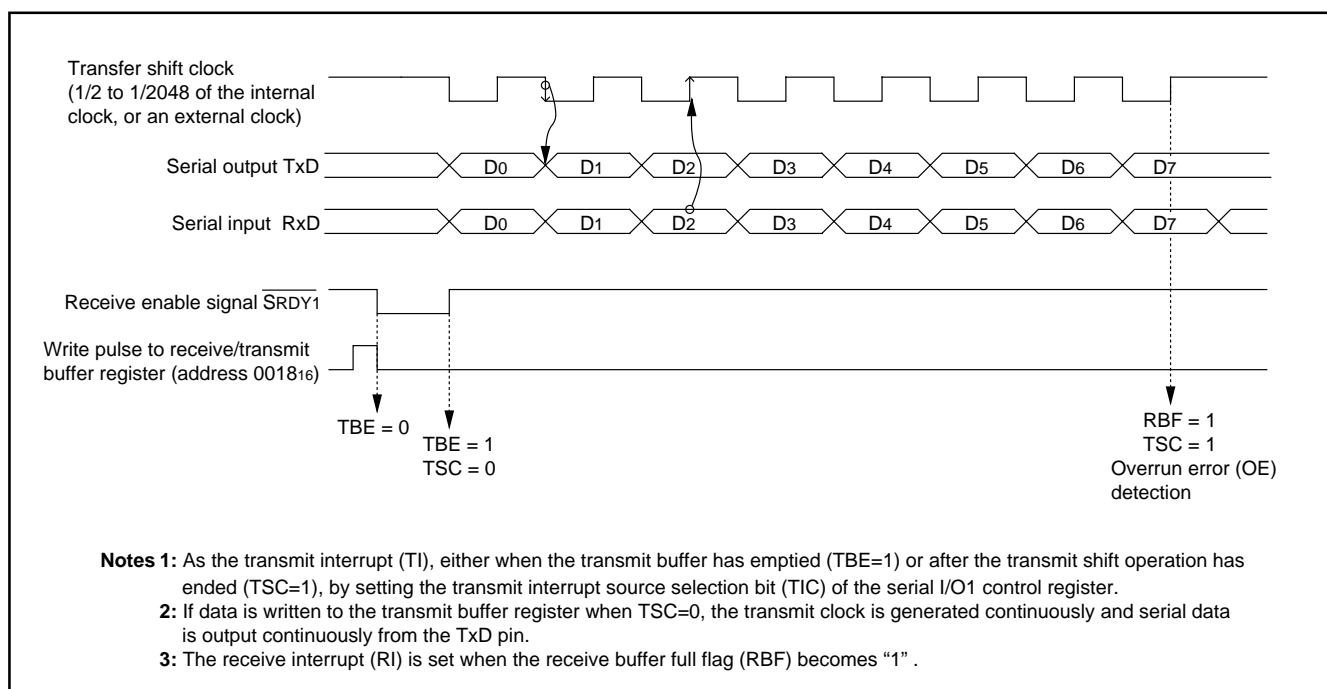 Transfer shift clock
(1/2 to 1/2048 of the internal
clock, or an external clock)
Serial output TxD
D0 D1 D2 D3 D4 D5 D6 D7
Serial input RxD
D0 D1 D2 D3 D4 D5 D6 D7
Receive enable signal S̅R̅D̅Y̅1̅
Write pulse to receive/transmit
buffer register (address 001816)
TBE = 0
TBE = 1
TSC = 0
RBF = 1
TSC = 1
Overrun error (OE)
detection
Notes 1: As the transmit interrupt (TI), either when the transmit buffer has emptied (TBE=1) or after the transmit shift operation has
ended (TSC=1), by setting the transmit interrupt source selection bit (TIC) of the serial I/O1 control register.
2: If data is written to the transmit buffer register when TSC=0, the transmit clock is generated continuously and serial data
is output continuously from the TxD pin.
3: The receive interrupt (RI) is set when the receive buffer full flag (RBF) becomes “1” .